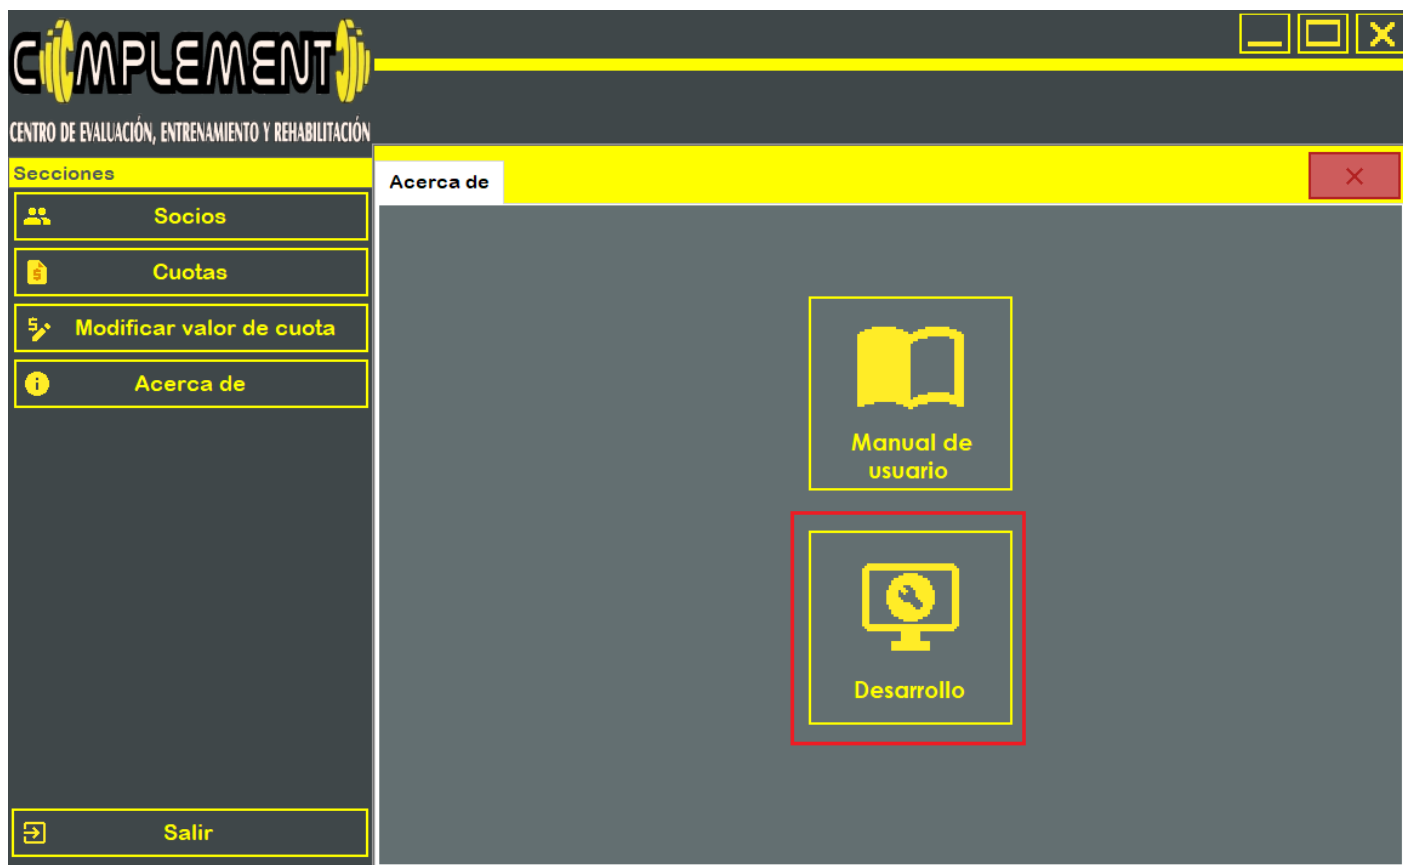 COMPLEMENTO
CENTRO DE EVALUACIÓN, ENTRENAMIENTO Y REHABILITACIÓN
Secciones
Socios
Cuotas
Modificar valor de cuota
Acerca de
Salir
Acerca de
Manual de
usuario
Desarrollo